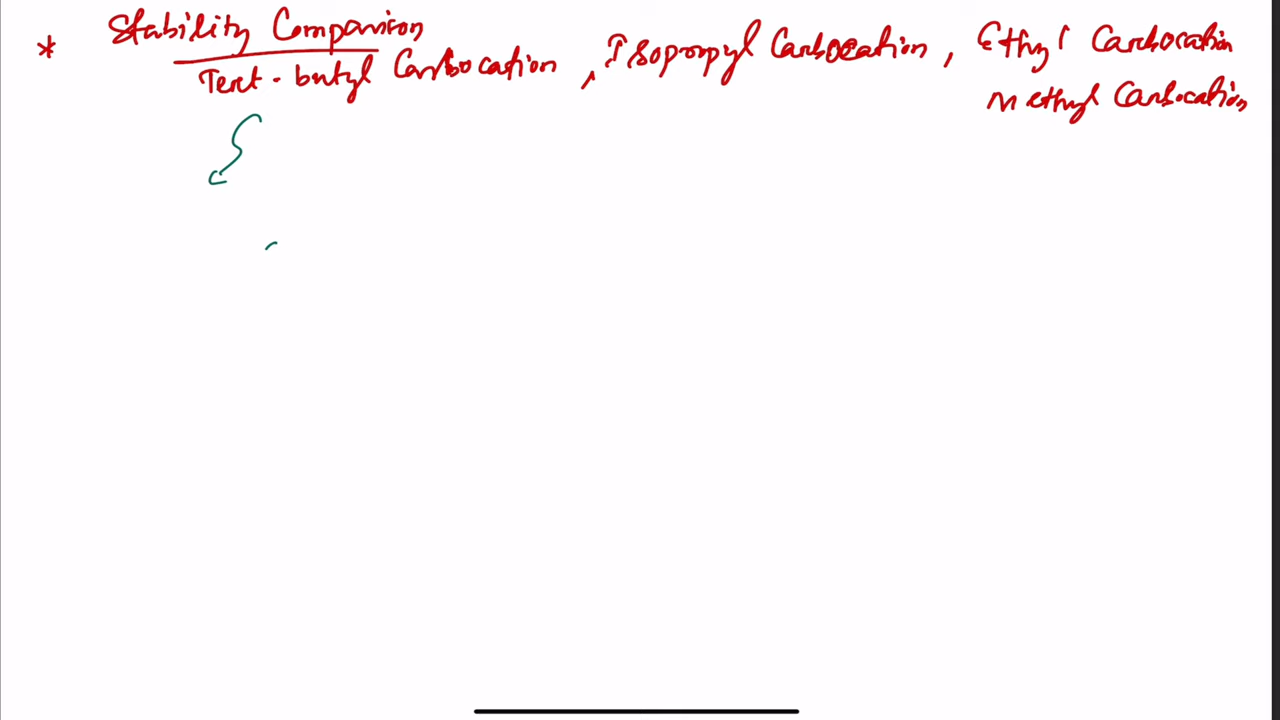 * Stability Comparison
Tert-butyl Carbocation, Isopropyl Carbocation, Ethyl Carbocation
Methyl Carbocation